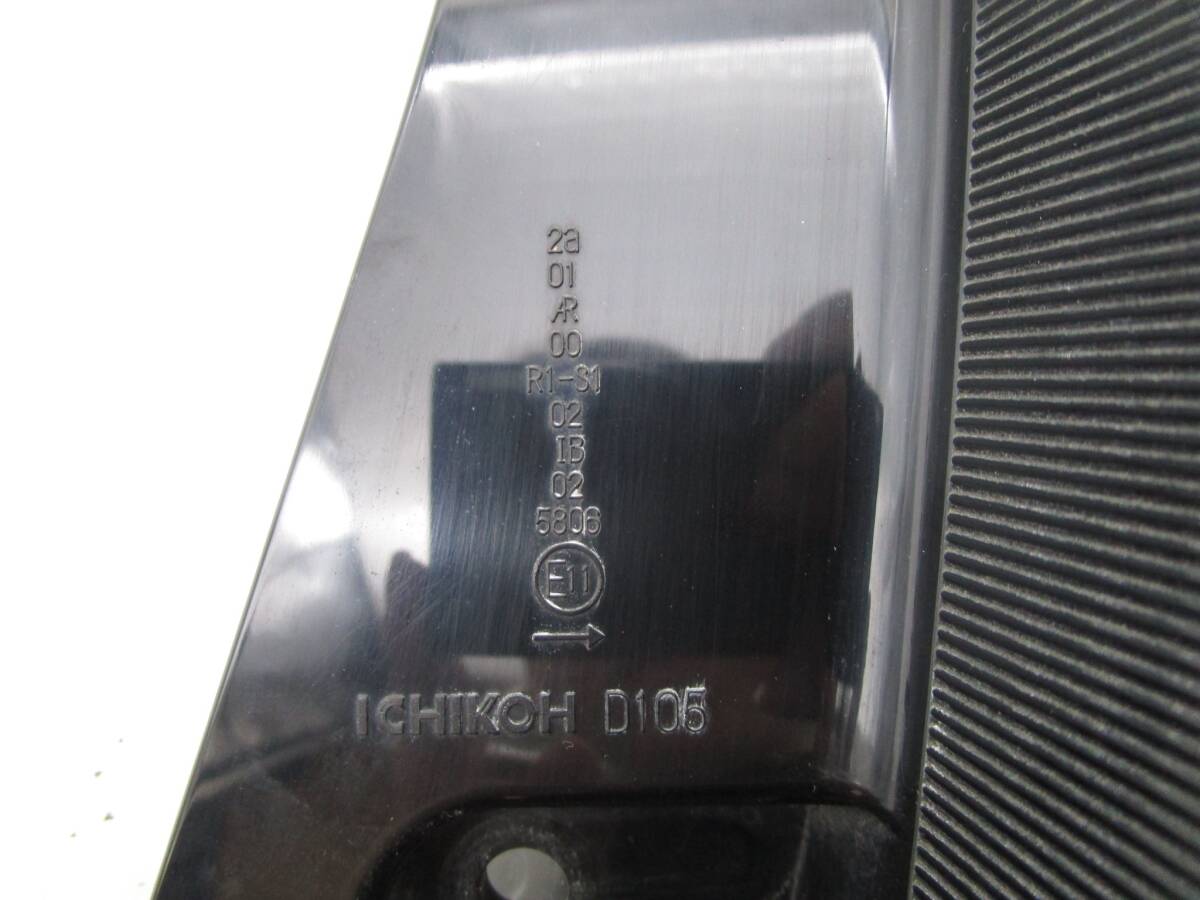 2a
01
AR
00
R1-S1
02
IB
02
5806
E11
→
ICHIKOH D105